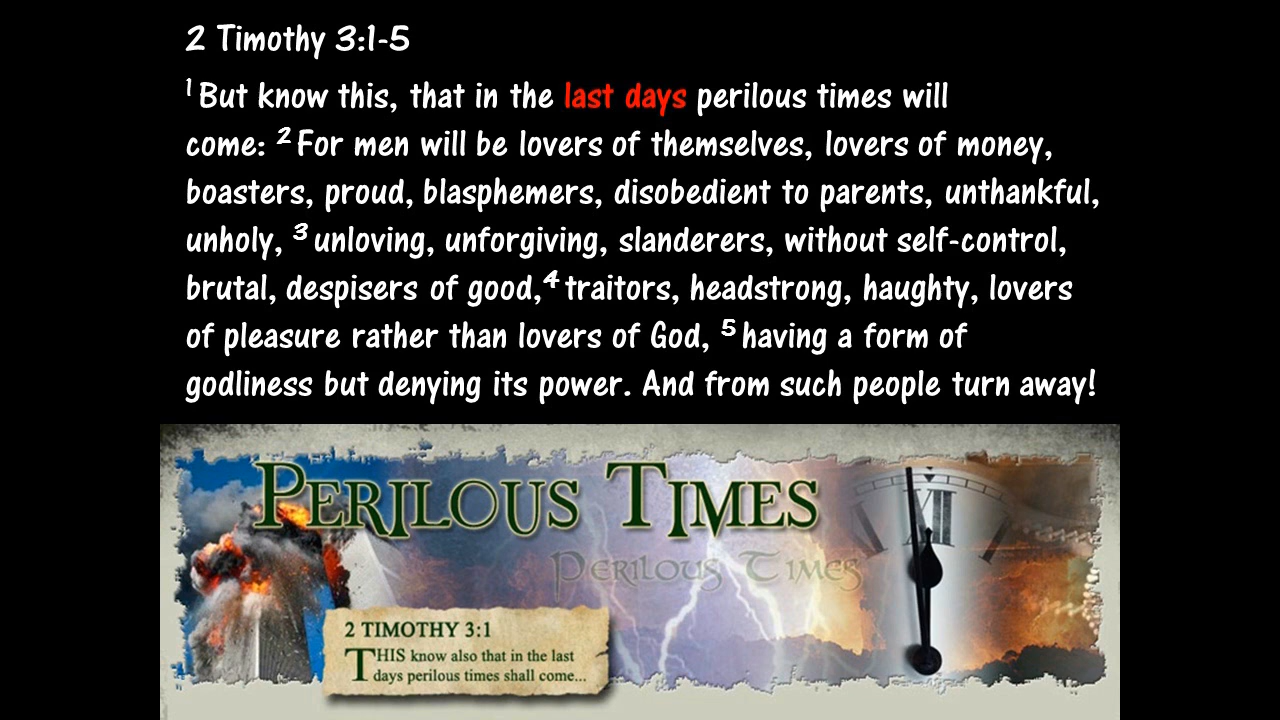 2 Timothy 3:1-5
¹ But know this, that in the last days perilous times will
come: ² For men will be lovers of themselves, lovers of money,
boasters, proud, blasphemers, disobedient to parents, unthankful,
unholy, ³ unloving, unforgiving, slanderers, without self-control,
brutal, despisers of good,⁴ traitors, headstrong, haughty, lovers
of pleasure rather than lovers of God, ⁵ having a form of
godliness but denying its power. And from such people turn away!
PERILOUS TIMES
PERILOUS TIMES
VII
2 TIMOTHY 3:1
THIS know also that in the last
days perilous times shall come...